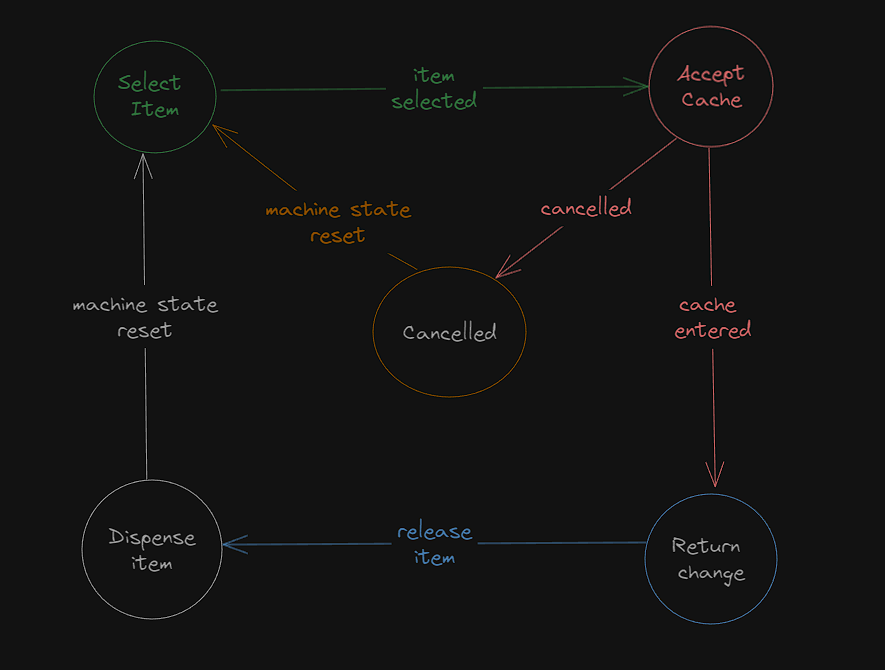 Select
Item
item
selected
Accept
Cache
machine state
reset
cancelled
machine state
reset
Cancelled
cache
entered
Dispense
item
release
item
Return
change